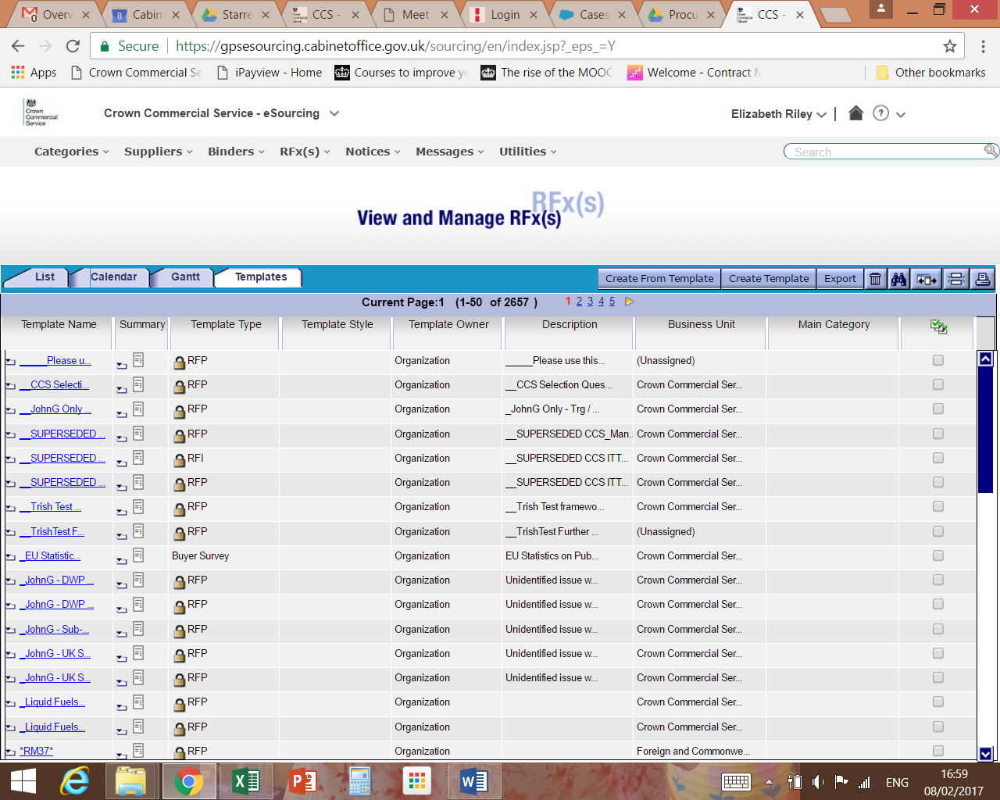 Overv
Cabin
Starre
CCS -
Meet
Login
Cases
Procu
CCS -
Secure https://gpsesourcing.cabinetoffice.gov.uk/sourcing/en/index.jsp?_eps_=Y
Apps Crown Commercial Se iPayview - Home Courses to improve y The rise of the MOOC Welcome - Contract M Other bookmarks
Crown
Commercial
Service
Crown Commercial Service - eSourcing
Elizabeth Riley
Categories Suppliers Binders RFx(s) Notices Messages Utilities Search
RFx(s)
View and Manage RFx(s)
List Calendar Gantt Templates Create From Template Create Template Export
Current Page:1 (1-50 of 2657 ) 1 2 3 4 5
Template Name Summary Template Type Template Style Template Owner Description Business Unit Main Category
_____Please u... RFP Organization _____Please use this... (Unassigned)
__CCS Selecti... RFP Organization __CCS Selection Ques... Crown Commercial Ser...
__JohnG Only ... RFP Organization _JohnG Only - Trg / ... Crown Commercial Ser...
__SUPERSEDED ... RFP Organization __SUPERSEDED CCS_Man.. Crown Commercial Ser...
__SUPERSEDED ... RFI Organization __SUPERSEDED CCS ITT... Crown Commercial Ser...
__SUPERSEDED ... RFP Organization __SUPERSEDED CCS ITT... Crown Commercial Ser...
__Trish Test ... RFP Organization __Trish Test framewo... Crown Commercial Ser...
__TrishTest F... RFP Organization __TrishTest Further ... (Unassigned)
_EU Statistic... Buyer Survey Organization EU Statistics on Pub... Crown Commercial Ser...
_JohnG - DWP ... RFP Organization Unidentified issue w... Crown Commercial Ser...
_JohnG - DWP ... RFP Organization Unidentified issue w... Crown Commercial Ser...
_JohnG - Sub-... RFP Organization Unidentified issue w... Crown Commercial Ser...
_JohnG - UK S... RFP Organization Unidentified issue w... Crown Commercial Ser...
_JohnG - UK S... RFP Organization Unidentified issue w... Crown Commercial Ser...
_Liquid Fuels... RFP Organization Crown Commercial Ser...
_Liquid Fuels... RFP Organization Crown Commercial Ser...
*RM37* RFP Organization Foreign and Commonwe...
ENG
16:59
08/02/2017